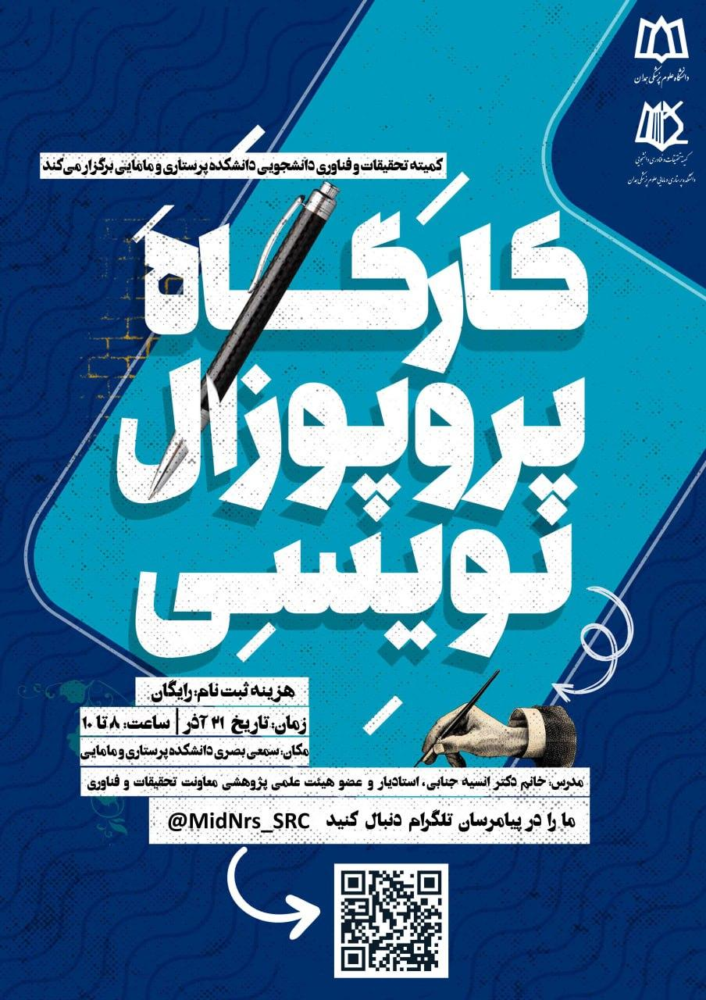 دانشگاه علوم پزشکی همدان
کمیته تحقیقات و فناوری دانشجویی
دانشکده پرستاری و مامایی علوم پزشکی همدان
کمیته تحقیقات و فناوری دانشجویی دانشکده پرستاری و مامایی برگزار می‌کند
کارگاه
پروپوزال
نویسی
هزینه ثبت نام: رایگان
زمان: تاریخ ۲۱ آذر | ساعت: ۸ تا ۱۰
مکان: سمعی بصری دانشکده پرستاری و مامایی
مدرس: خانم دکتر انسیه جنابی، استادیار و عضو هیئت علمی پژوهشی معاونت تحقیقات و فناوری
ما را در پیامرسان تلگرام دنبال کنید @MidNrs_SRC